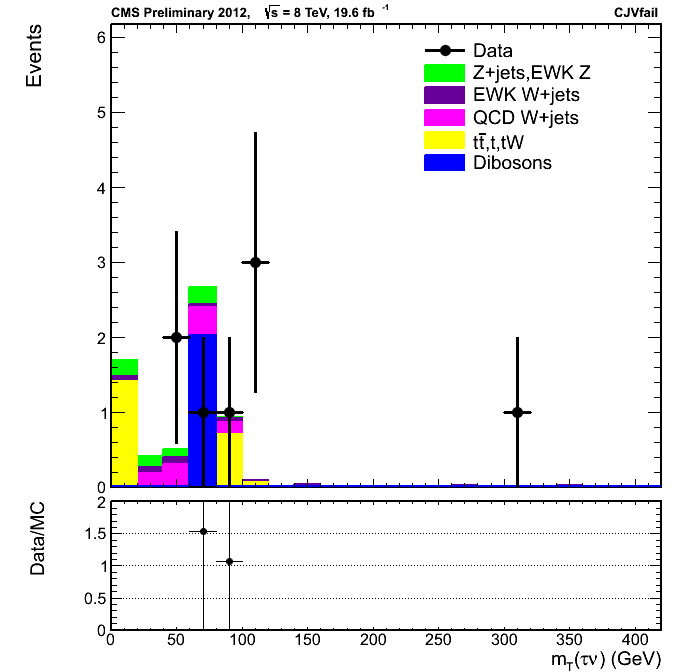 CMS Preliminary 2012, √s = 8 TeV, 19.6 fb⁻¹ CJVfail
Events
6
5
4
3
2
1
0
Data
Z+jets,EWK Z
EWK W+jets
QCD W+jets
tt̄,t,tW
Dibosons
Data/MC
2
1.5
1
0.5
0
0 50 100 150 200 250 300 350 400
m_T(τν) (GeV)